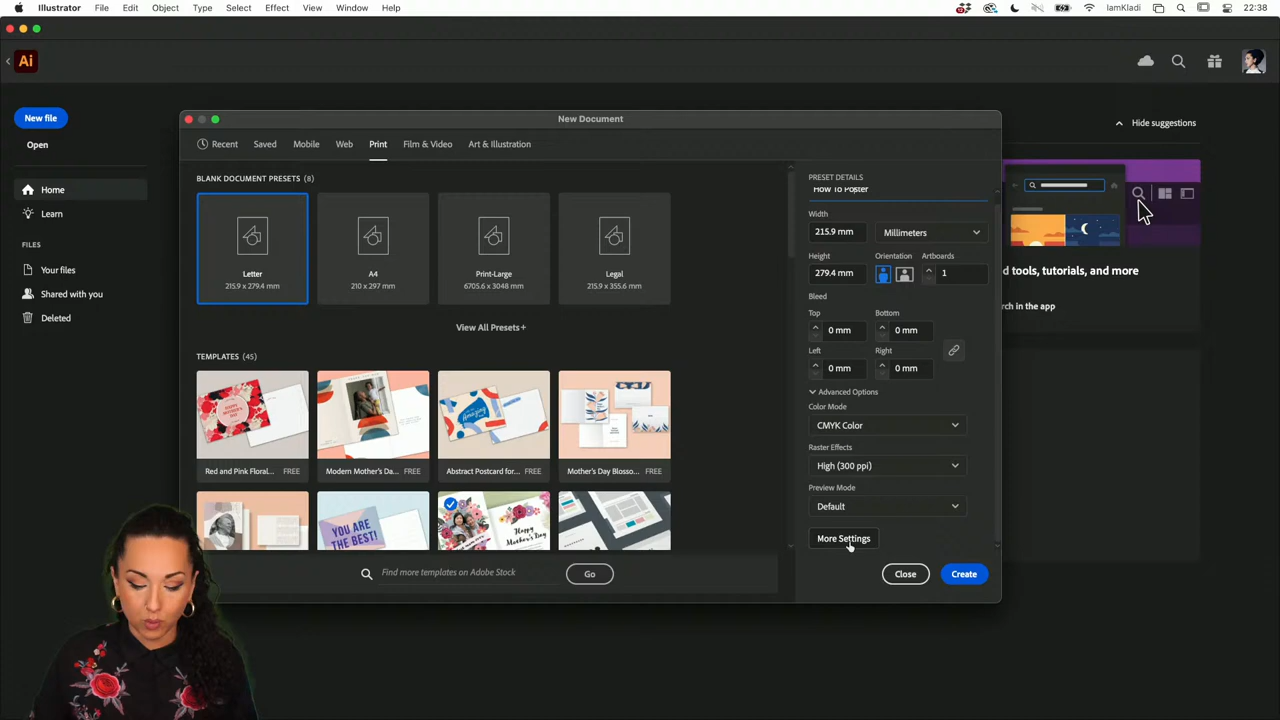 Illustrator File Edit Object Type Select Effect View Window Help
IamKladi 22:38
Ai
New file
Open
Home
Learn
FILES
Your files
Shared with you
Deleted
Hide suggestions
New Document
Recent Saved Mobile Web Print Film & Video Art & Illustration
BLANK DOCUMENT PRESETS (8)
Letter
215.9 x 279.4 mm
A4
210 x 297 mm
Print-Large
6705.6 x 3048 mm
Legal
215.9 x 355.6 mm
View All Presets+
TEMPLATES (45)
Red and Pink Floral... FREE
Modern Mother's Da... FREE
Abstract Postcard for... FREE
Mother's Day Blosso... FREE
YOU ARE
THE BEST!
Happy
Mother's Day
Find more templates on Adobe Stock
Go
PRESET DETAILS
How To Poster
Width
215.9 mm Millimeters
Height Orientation Artboards
279.4 mm 1
Bleed
Top Bottom
0 mm 0 mm
Left Right
0 mm 0 mm
Advanced Options
Color Mode
CMYK Color
Raster Effects
High (300 ppi)
Preview Mode
Default
More Settings
Close Create
d tools, tutorials, and more
rch in the app